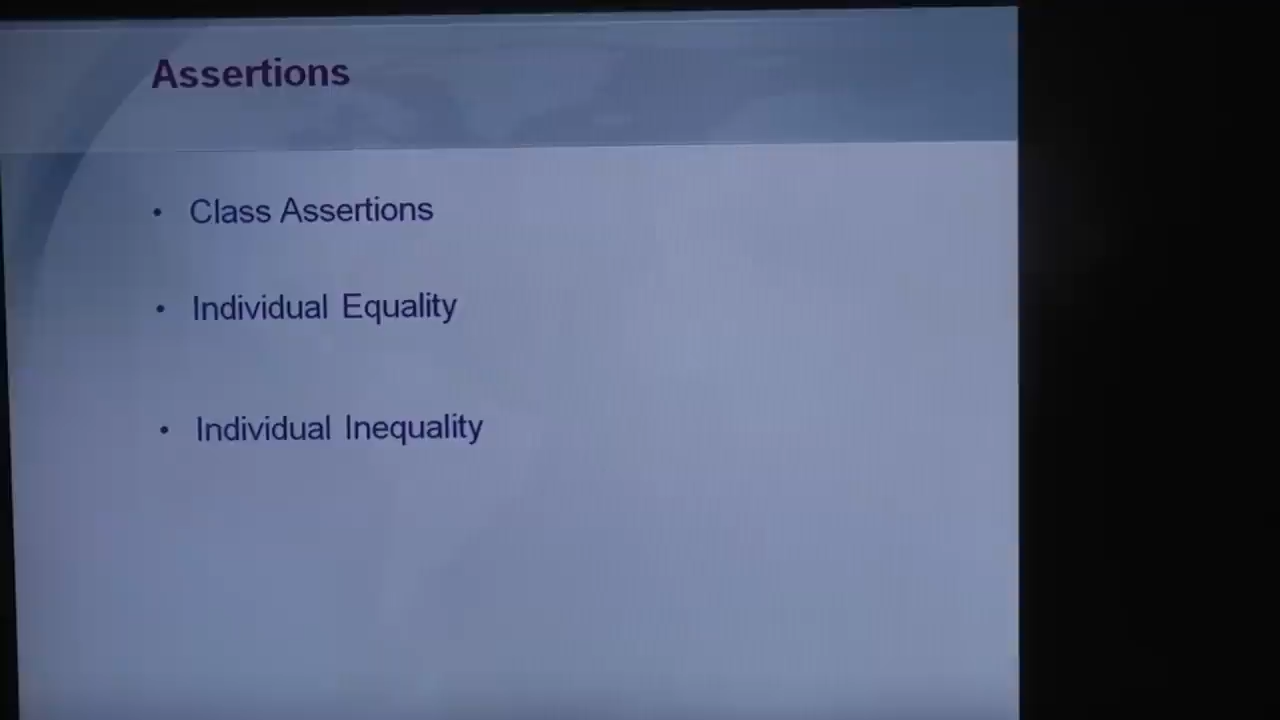 Assertions
• Class Assertions
• Individual Equality
• Individual Inequality